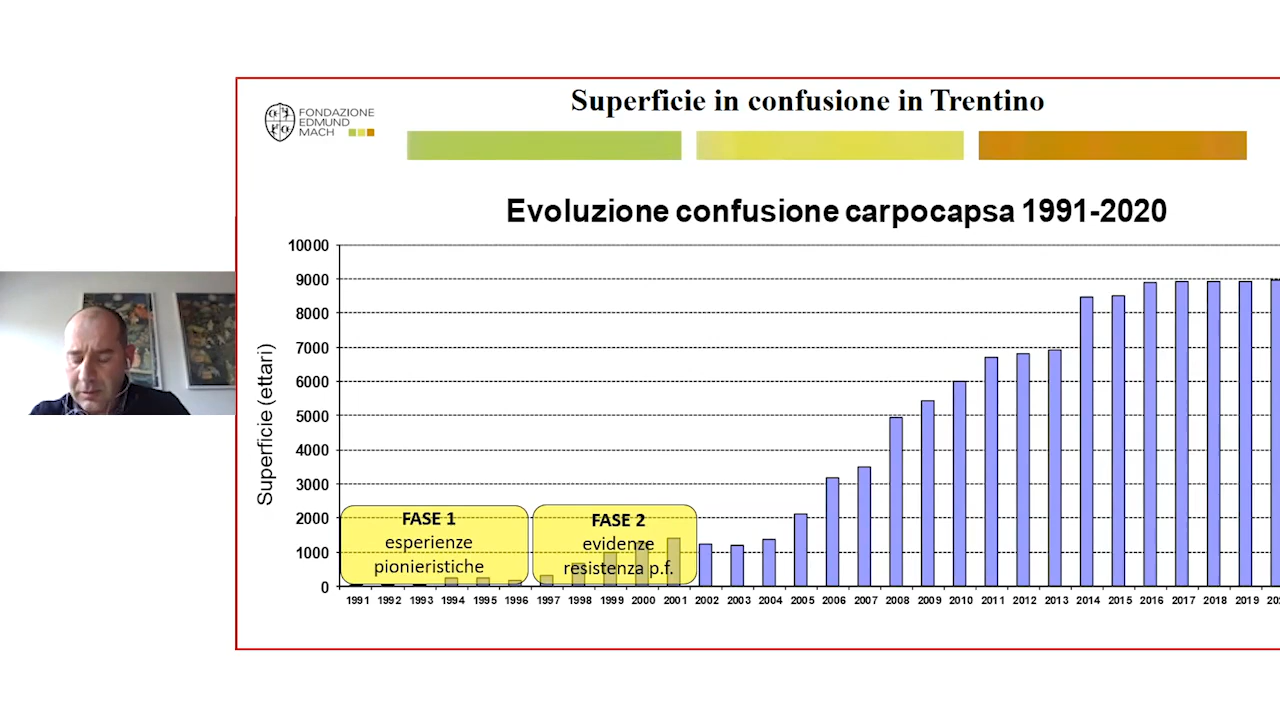 FONDAZIONE
EDMUND
MACH
Superficie in confusione in Trentino
Evoluzione confusione carpocapsa 1991-2020
Superficie (ettari)
10000
9000
8000
7000
6000
5000
4000
3000
2000
1000
0
FASE 1
esperienze
pionieristiche
FASE 2
evidenze
resistenza p.f.
1991 1992 1993 1994 1995 1996 1997 1998 1999 2000 2001 2002 2003 2004 2005 2006 2007 2008 2009 2010 2011 2012 2013 2014 2015 2016 2017 2018 2019